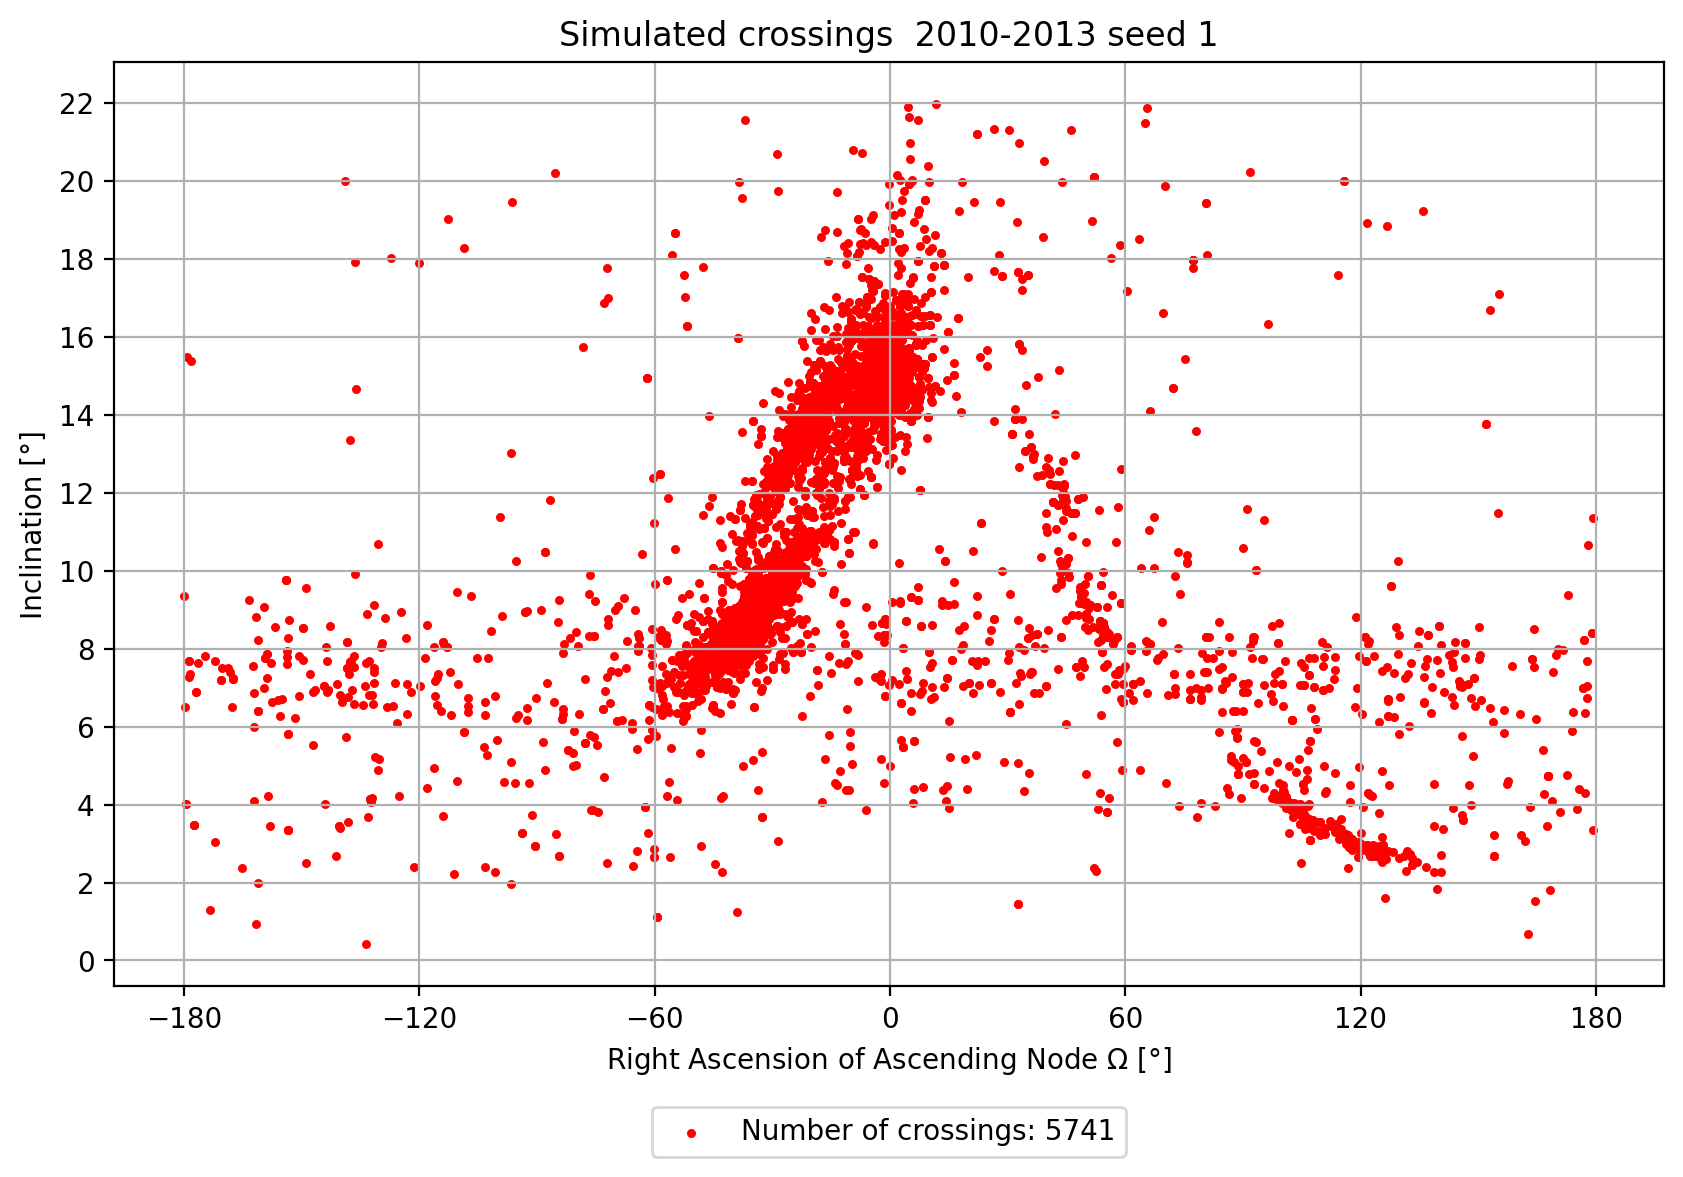 Simulated crossings  2010-2013 seed 1
22
20
18
16
14
12
10
8
6
4
2
0
Inclination [°]
−180 −120 −60 0 60 120 180
Right Ascension of Ascending Node Ω [°]
Number of crossings: 5741